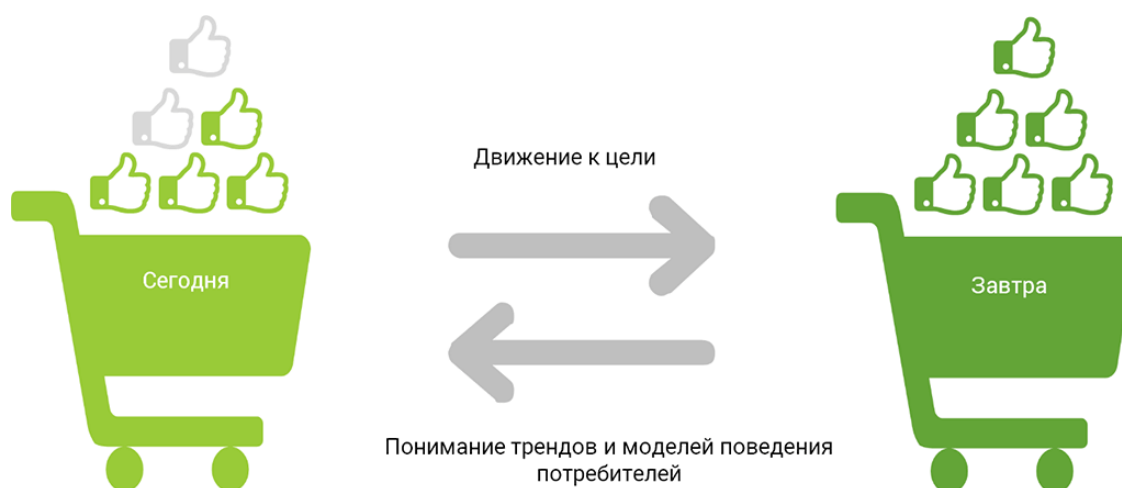 Движение к цели
Сегодня
Завтра
Понимание трендов и моделей поведения
потребителей